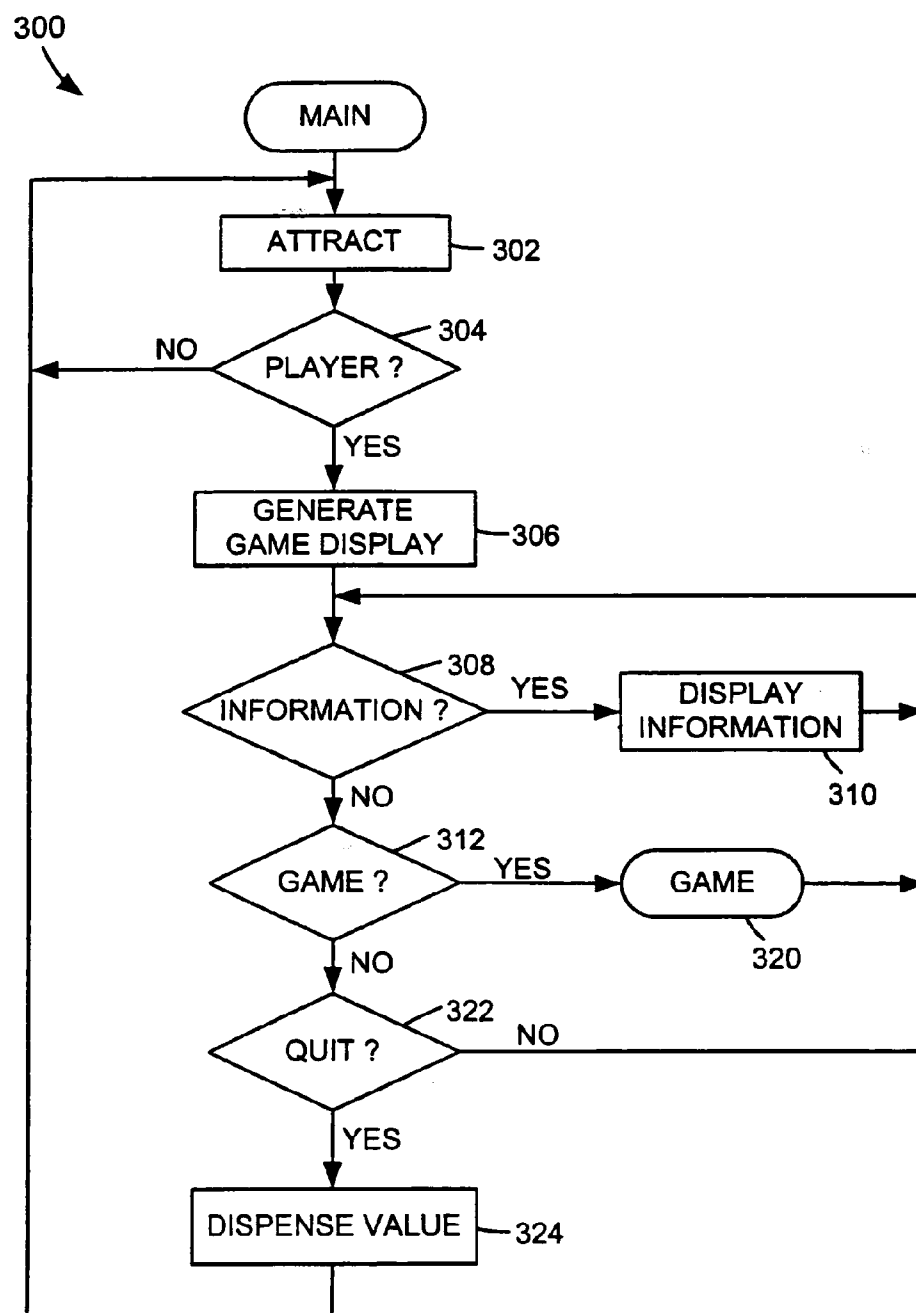 300
MAIN
ATTRACT
302
304
NO
PLAYER ?
YES
GENERATE
GAME DISPLAY
306
308
YES
INFORMATION ?
DISPLAY
INFORMATION
310
NO
312
YES
GAME ?
GAME
320
NO
322
NO
QUIT ?
YES
DISPENSE VALUE
324